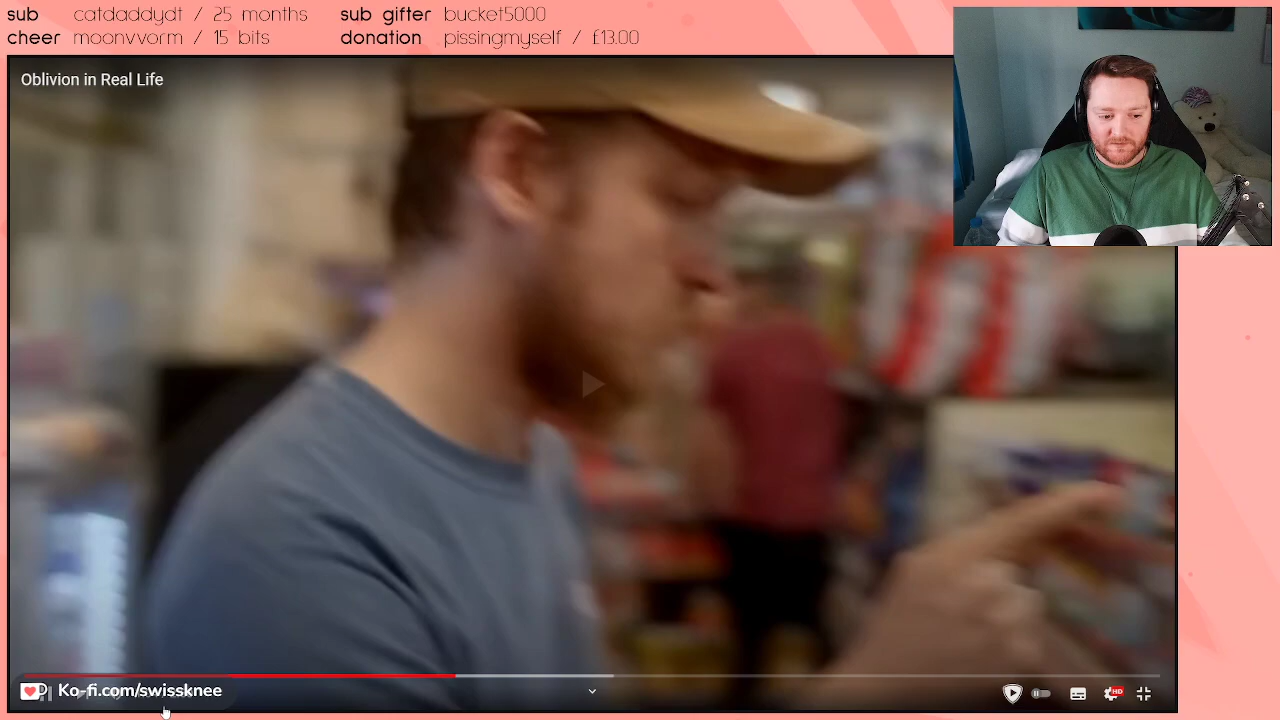 sub catdaddydt / 25 months
sub gifter bucket5000
cheer moonvvorm / 15 bits
donation pissingmyself / £13.00
Oblivion in Real Life
Ko-fi.com/swissknee
HD